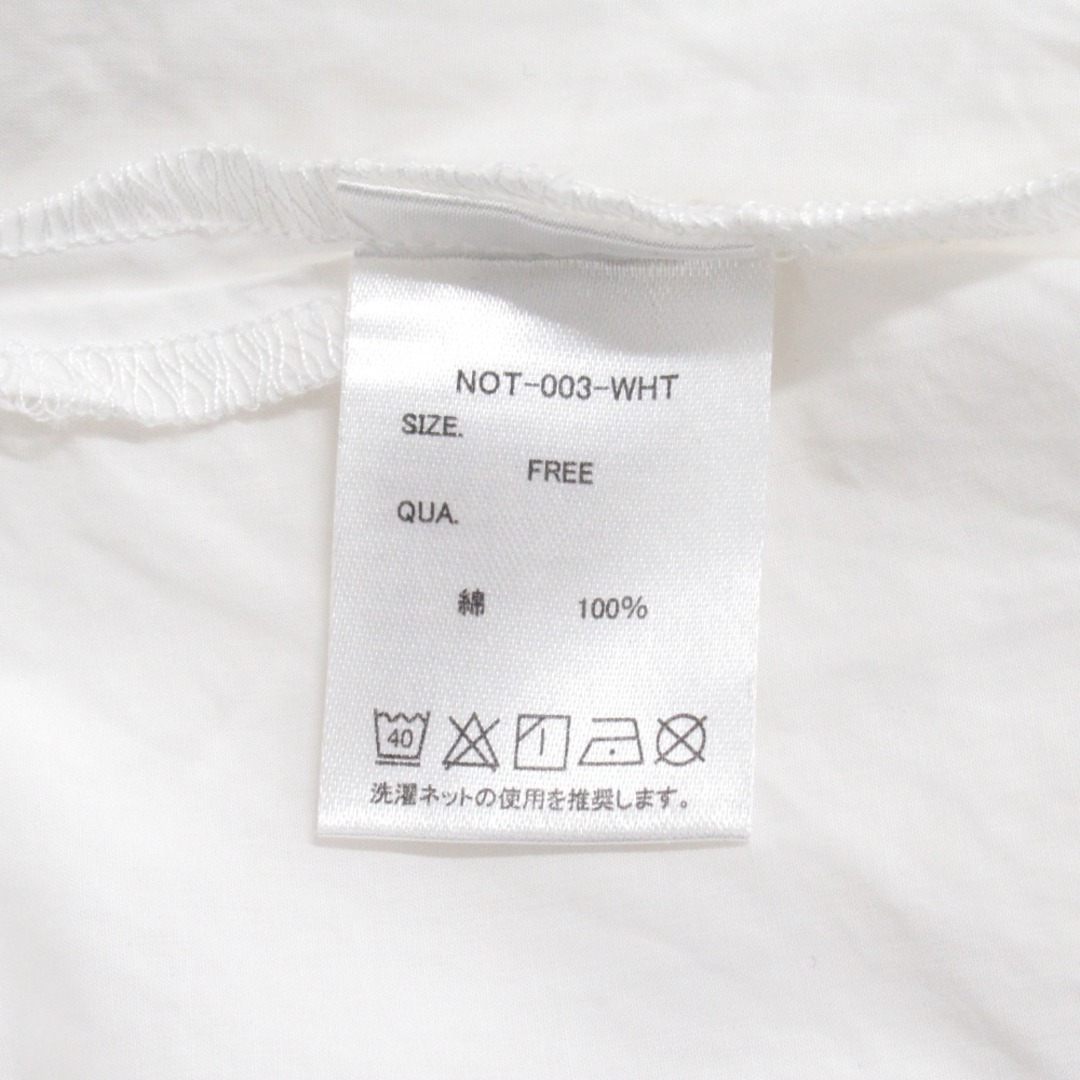 NOT-003-WHT
SIZE.
FREE
QUA.
綿 100%
40
洗濯ネットの使用を推奨します。